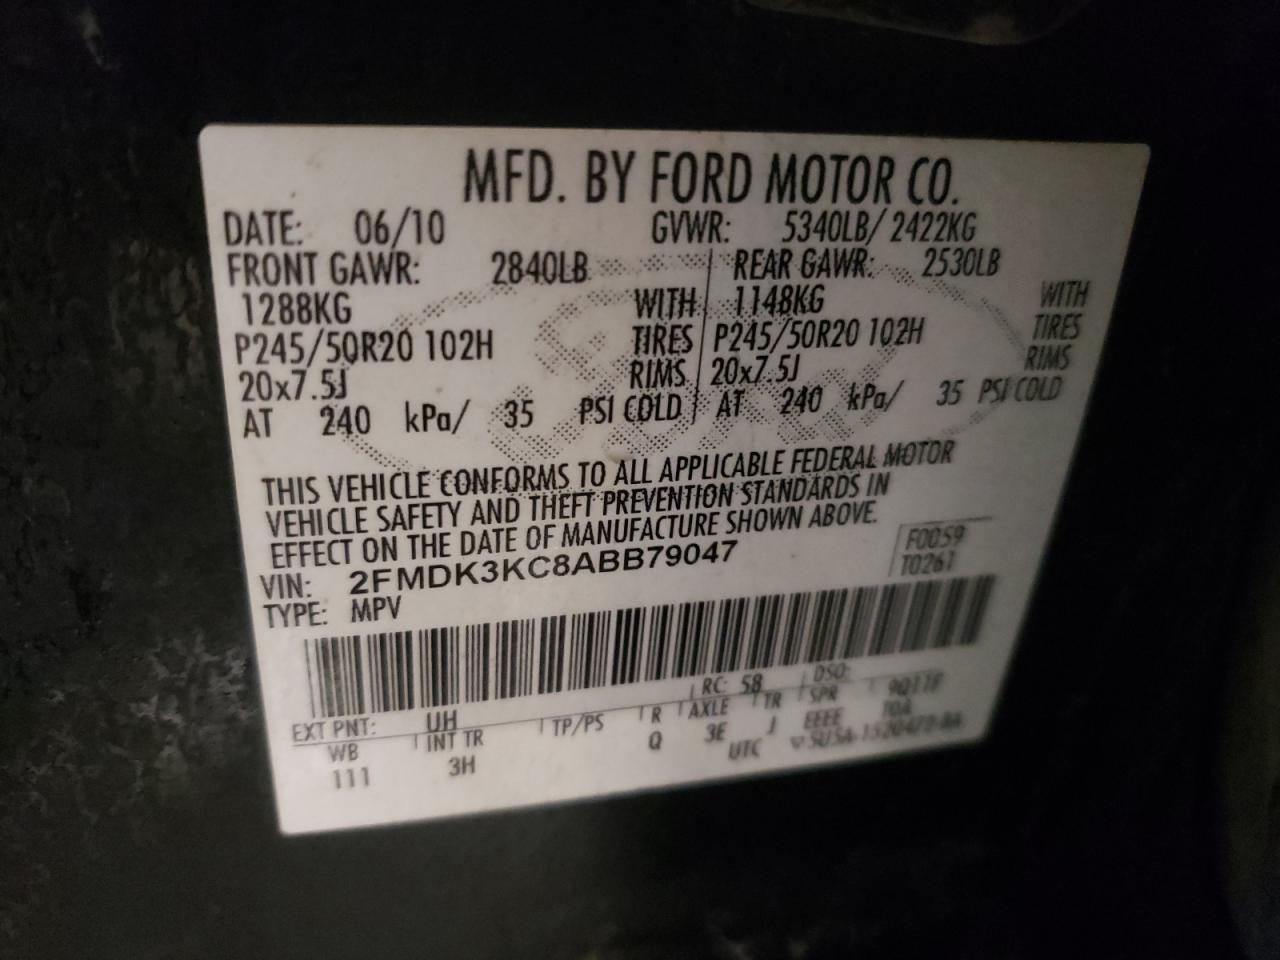 MFD. BY FORD MOTOR CO.
DATE: 06/10 GVWR: 5340LB/ 2422KG
FRONT GAWR: 2840LB REAR GAWR: 2530LB
1288KG WITH 1148KG WITH
P245/50R20 102H TIRES P245/50R20 102H TIRES
20x7.5J RIMS 20x7.5J RIMS
AT 240 kPa/ 35 PSI COLD AT 240 kPa/ 35 PSI COLD
THIS VEHICLE CONFORMS TO ALL APPLICABLE FEDERAL MOTOR
VEHICLE SAFETY AND THEFT PREVENTION STANDARDS IN
EFFECT ON THE DATE OF MANUFACTURE SHOWN ABOVE.
F0059
VIN: 2FMDK3KC8ABB79047
T0261
TYPE: MPV
EXT PNT: UH RC: 58 DSO:
WB INT TR TP/PS R AXLE TR SPR
111 3H Q 3E J EEEE
UTC